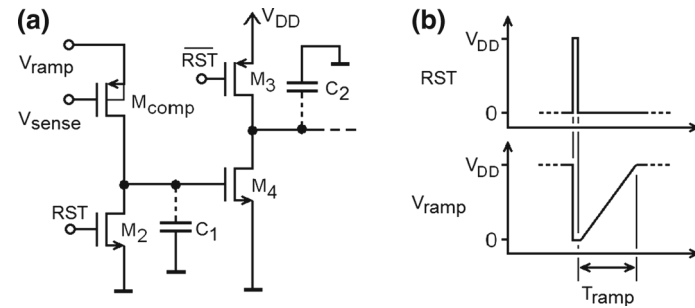 (a)
V_DD
V_ramp
RST
M_3
C_2
V_sense
M_comp
M_4
RST
M_2
C_1
(b)
V_DD
RST
0
V_DD
V_ramp
0
T_ramp